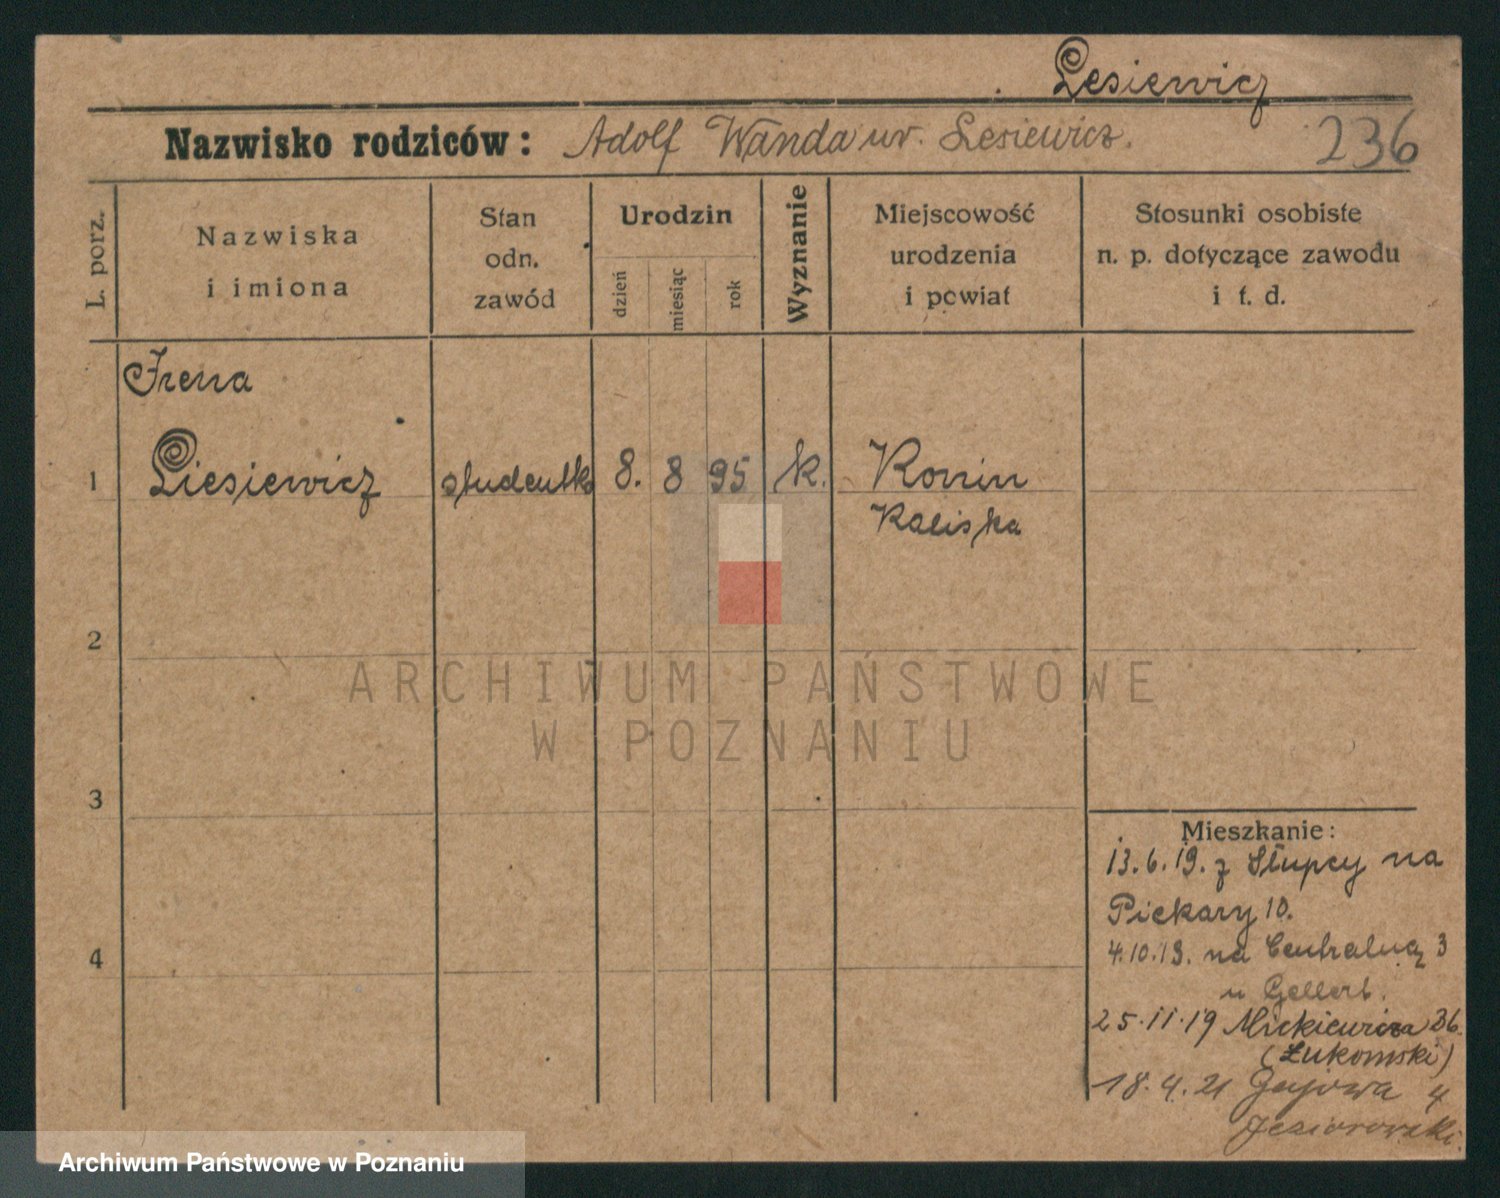 Lesiewicz
Nazwisko rodziców: Adolf Wanda ur. Lesiewicz. 236
L. porz.
Nazwiska
i imiona
Stan
odn.
zawód
Urodzin
dzień
miesiąc
rok
Wyznanie
Miejscowość
urodzenia
i powiat
Stosunki osobiste
n. p. dotyczące zawodu
i t. d.
Irena
1 Liesiewicz studentka 8. 8 95 k. Konin
Kaliska
2
ARCHIWUM PAŃSTWOWE
W POZNANIU
3
Mieszkanie:
13.6.19. z Słupcy na
Piekary 10.
4
4.10.19. na Centralną 3
u Gellert.
25.11.19 Mickiewicza 36.
(Łukomski)
18.4.21 Gajowa 4
Jeziorowski.
Archiwum Państwowe w Poznaniu